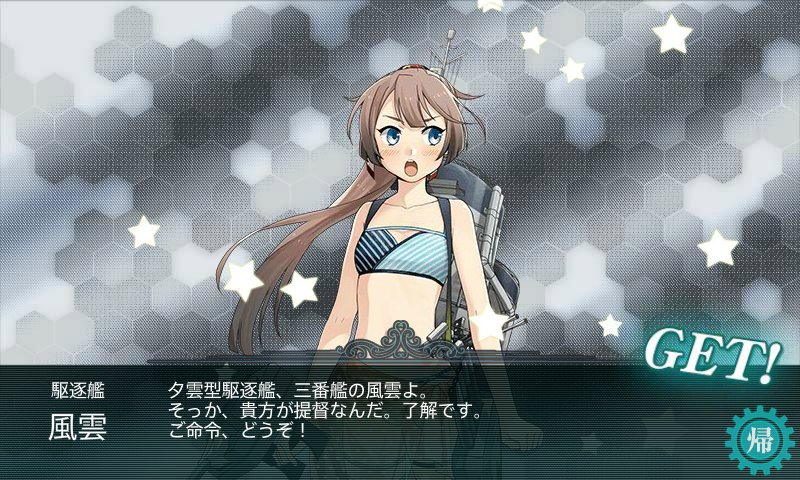 GET!
駆逐艦
風雲
夕雲型駆逐艦、三番艦の風雲よ。
そっか、貴方が提督なんだ。了解です。
ご命令、どうぞ！
帰